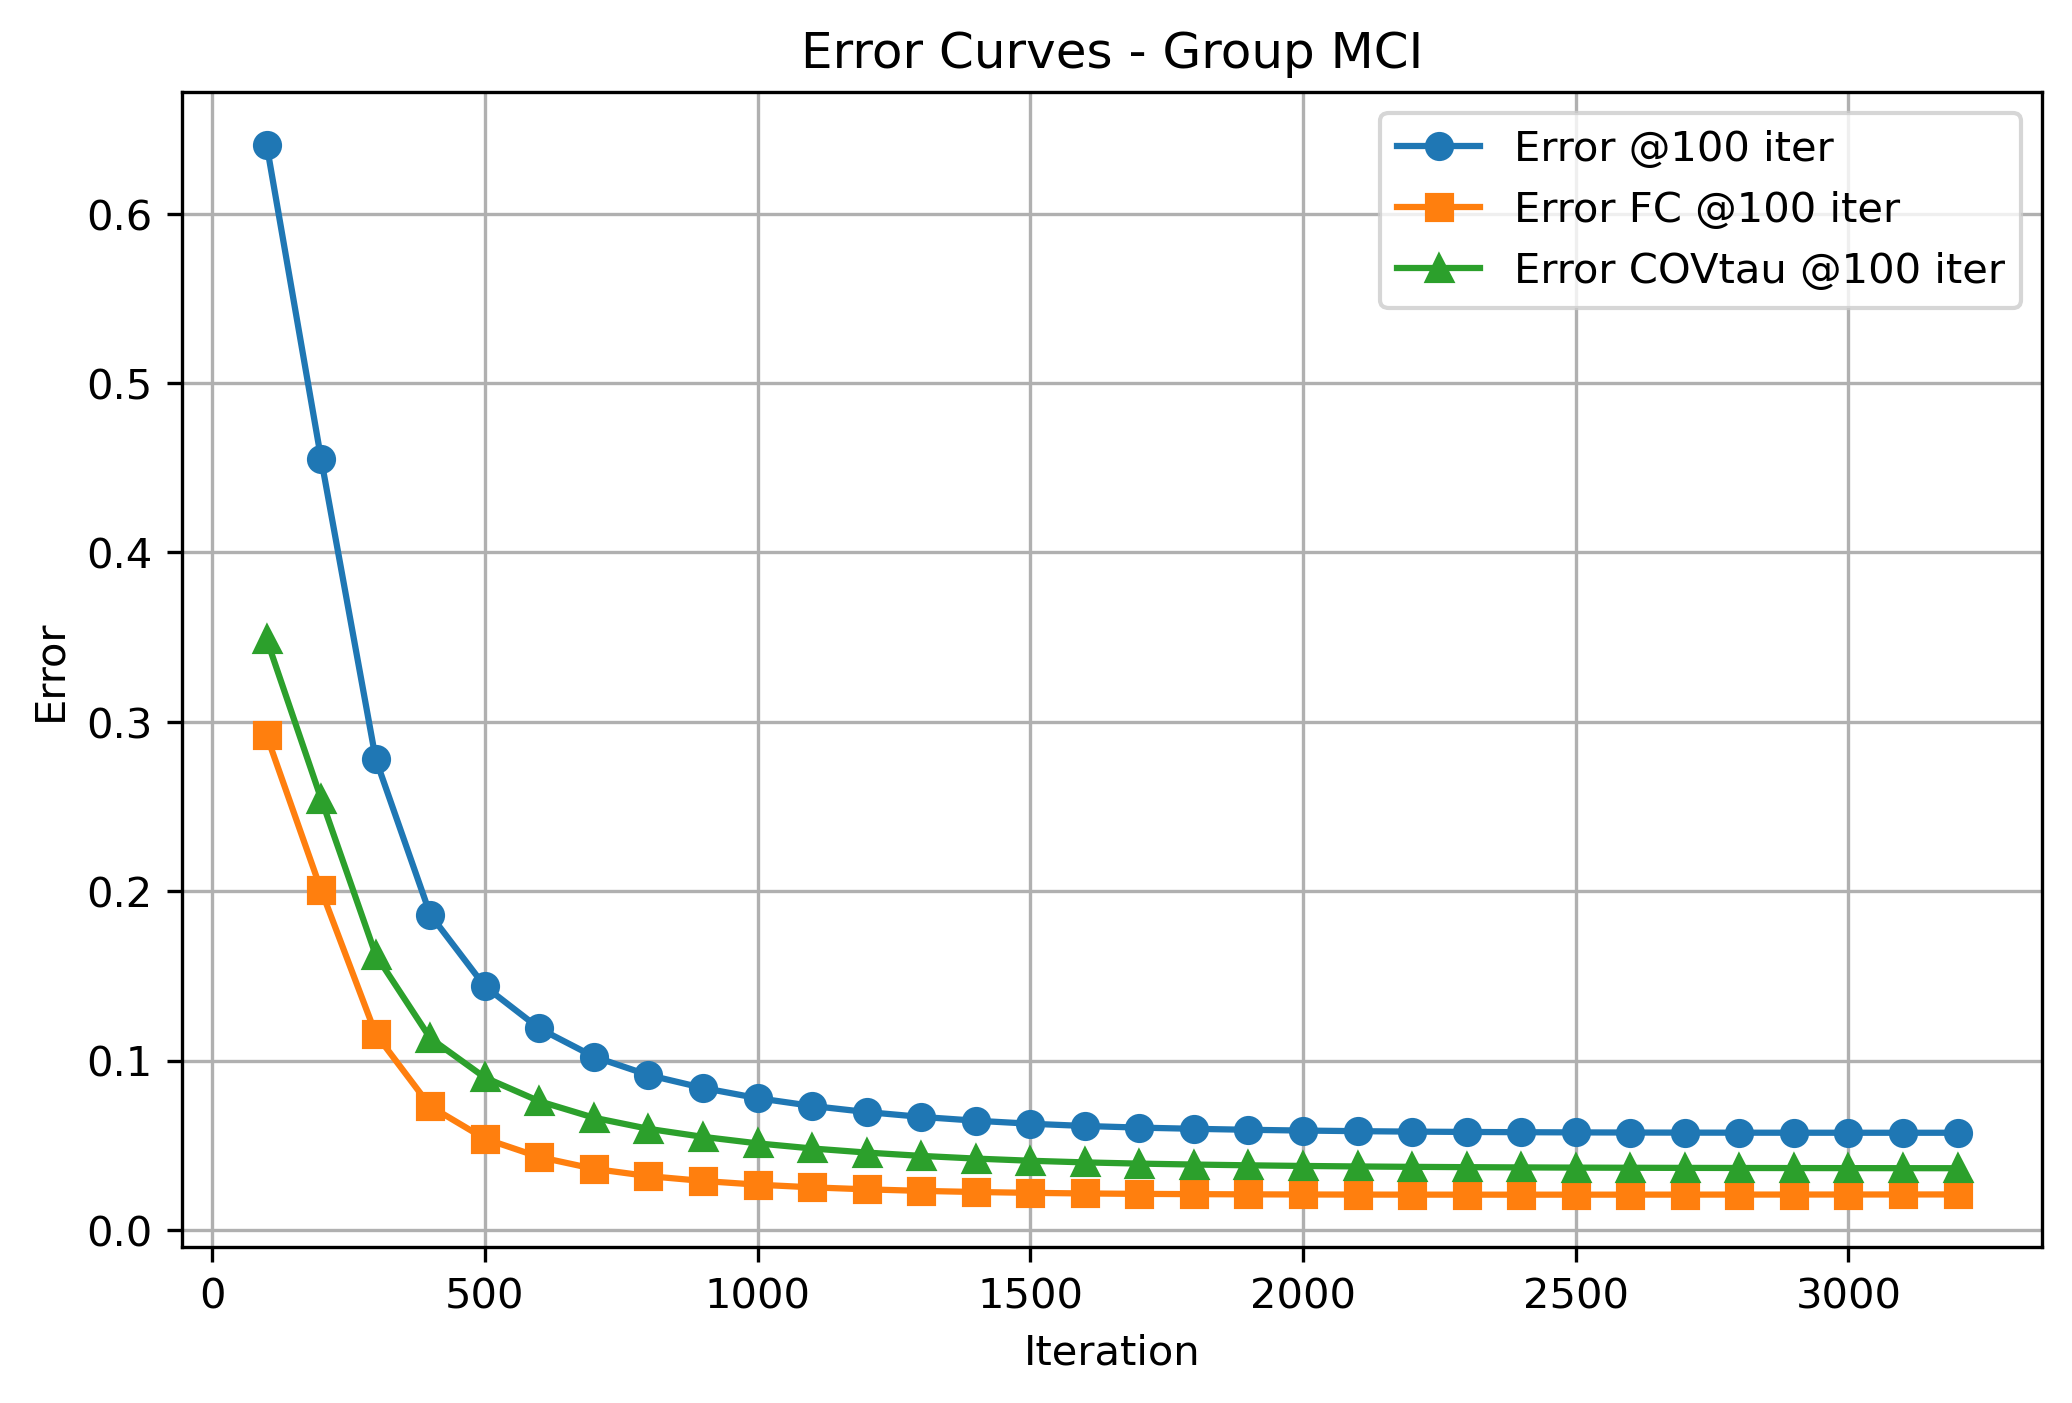 Error Curves - Group MCI
Error @100 iter
Error FC @100 iter
Error COVtau @100 iter
0.6
0.5
0.4
0.3
0.2
0.1
0.0
Error
0 500 1000 1500 2000 2500 3000
Iteration